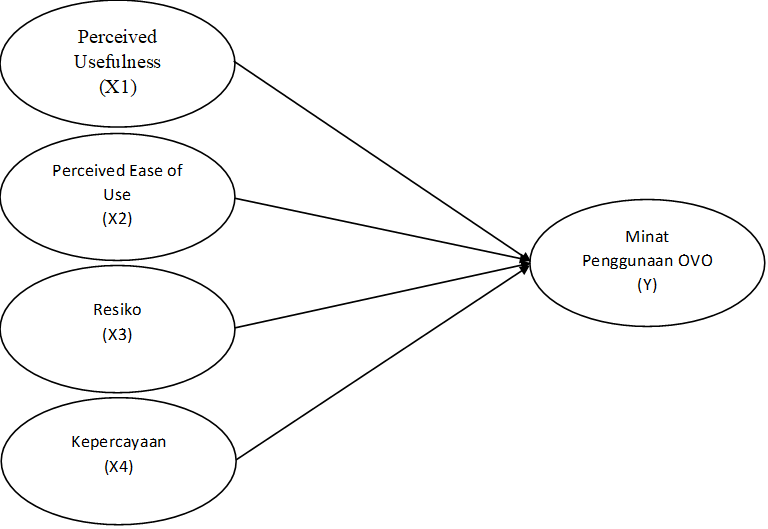 Perceived
Usefulness
(X1)
Perceived Ease of
Use
(X2)
Resiko
(X3)
Kepercayaan
(X4)
Minat
Penggunaan OVO
(Y)